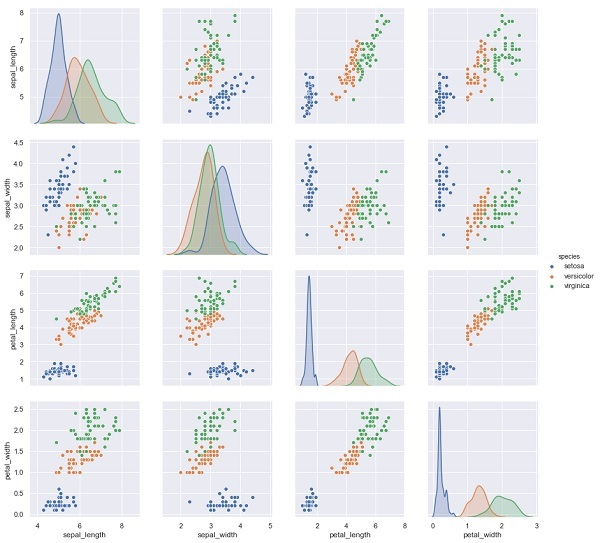 8
7
6
5
sepal_length
4.5
4.0
3.5
3.0
2.5
2.0
sepal_width
species
setosa
versicolor
virginica
7
6
5
4
3
2
1
petal_length
2.5
2.0
1.5
1.0
0.5
0.0
petal_width
4 6 8
2 3 4 5
2 4 6 8
0 1 2 3
sepal_length
sepal_width
petal_length
petal_width